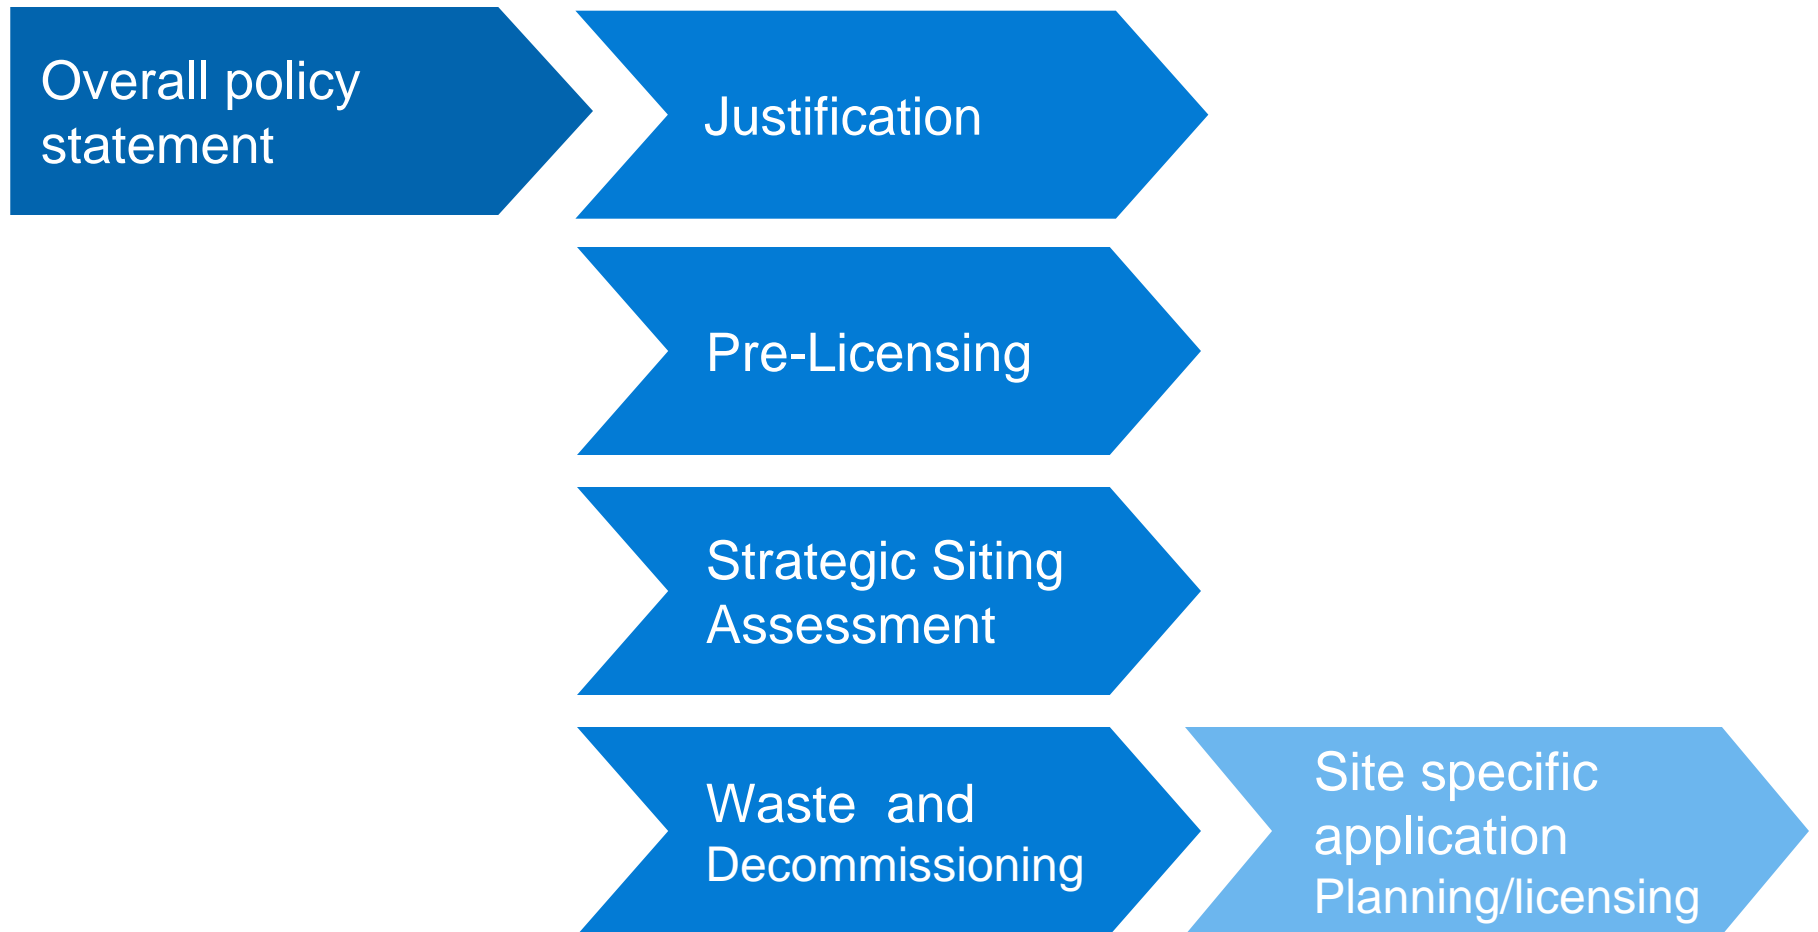 Overall policy
statement
Justification
Pre-Licensing
Strategic Siting
Assessment
Waste  and
Decommissioning
Site specific
application
Planning/licensing